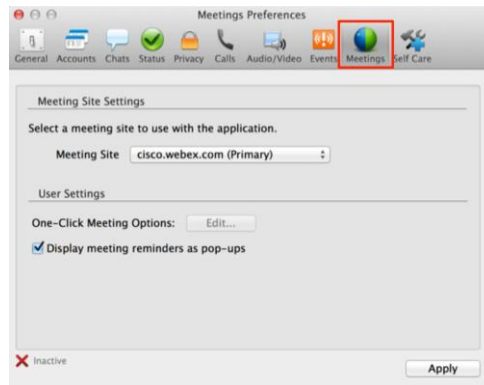 Meetings Preferences
General Accounts Chats Status Privacy Calls Audio/Video Events Meetings Self Care
Meeting Site Settings
Select a meeting site to use with the application.
Meeting Site cisco.webex.com (Primary)
User Settings
One-Click Meeting Options: Edit...
Display meeting reminders as pop-ups
Inactive
Apply